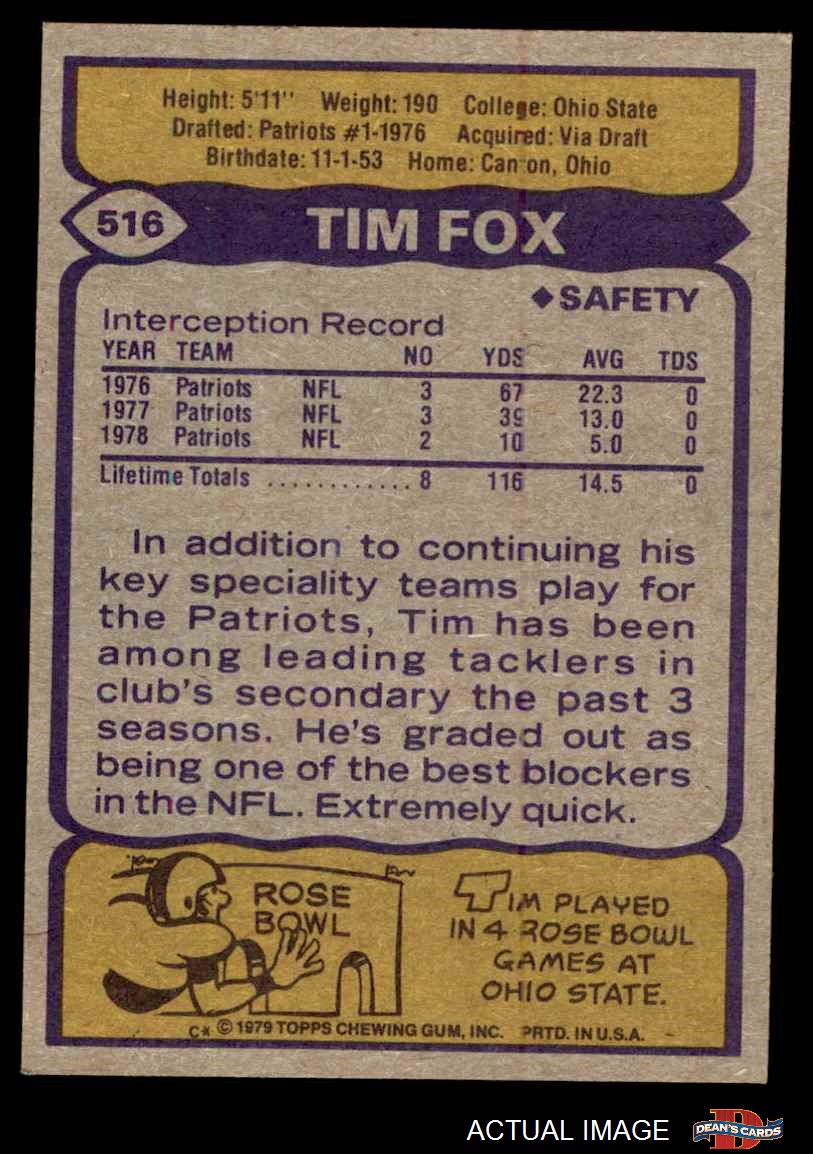 Height: 5'11" Weight: 190 College: Ohio State
Drafted: Patriots #1-1976 Acquired: Via Draft
Birthdate: 11-1-53 Home: Can on, Ohio
516 TIM FOX
◆SAFETY
Interception Record
YEAR TEAM NO YDS AVG TDS
1976 Patriots NFL 3 67 22.3 0
1977 Patriots NFL 3 39 13.0 0
1978 Patriots NFL 2 10 5.0 0
Lifetime Totals ............ 8 116 14.5 0
In addition to continuing his
key speciality teams play for
the Patriots, Tim has been
among leading tacklers in
club's secondary the past 3
seasons. He's graded out as
being one of the best blockers
in the NFL. Extremely quick.
ROSE
BOWL
TIM PLAYED
IN 4 ROSE BOWL
GAMES AT
OHIO STATE.
C* © 1979 TOPPS CHEWING GUM, INC. PRTD. IN U.S.A.
ACTUAL IMAGE
D
DEAN'S CARDS